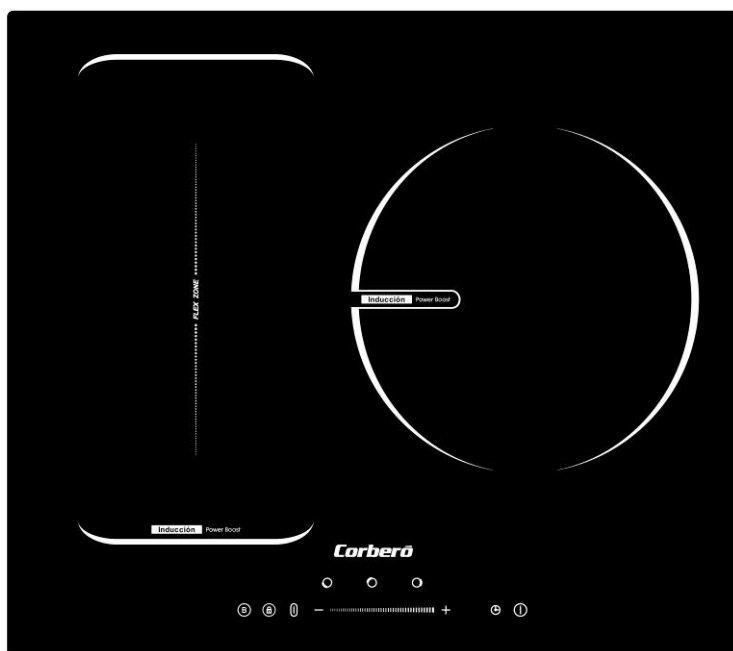 FLEX ZONE
Inducción Power Boost
Inducción Power Boost
Corberó
B
− +